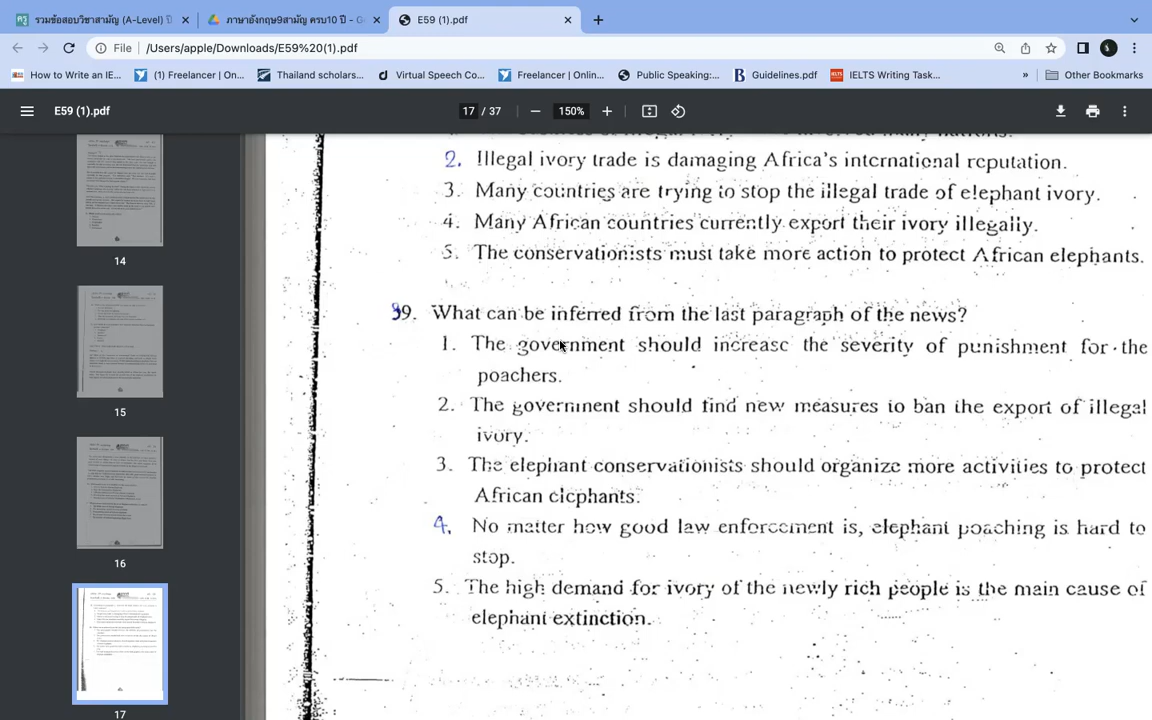 รวมข้อสอบวิชาสามัญ (A-Level) ปี
ภาษาอังกฤษ9สามัญ ครบ10 ปี - G
E59 (1).pdf
File /Users/apple/Downloads/E59%20(1).pdf
How to Write an IE...
(1) Freelancer | On...
Thailand scholars...
Virtual Speech Co...
Freelancer | Onlin...
Public Speaking:...
Guidelines.pdf
IELTS Writing Task...
»
Other Bookmarks
E59 (1).pdf
17 / 37
150%
14
15
16
17
2. Illegal ivory trade is damaging Africa's international reputation.
3. Many countries are trying to stop the illegal trade of elephant ivory.
4. Many African countries currently export their ivory illegally.
5. The conservationists must take more action to protect African elephants.
39. What can be inferred from the last paragraph of the news?
1. The government should increase the severity of punishment for the
poachers.
2. The government should find new measures to ban the export of illegal
ivory.
3. The elephant conservationists should organize more activities to protect
African elephants.
4. No matter how good law enforcement is, elephant poaching is hard to
stop.
5. The high demand for ivory of the newly rich people is the main cause of
elephant extinction.